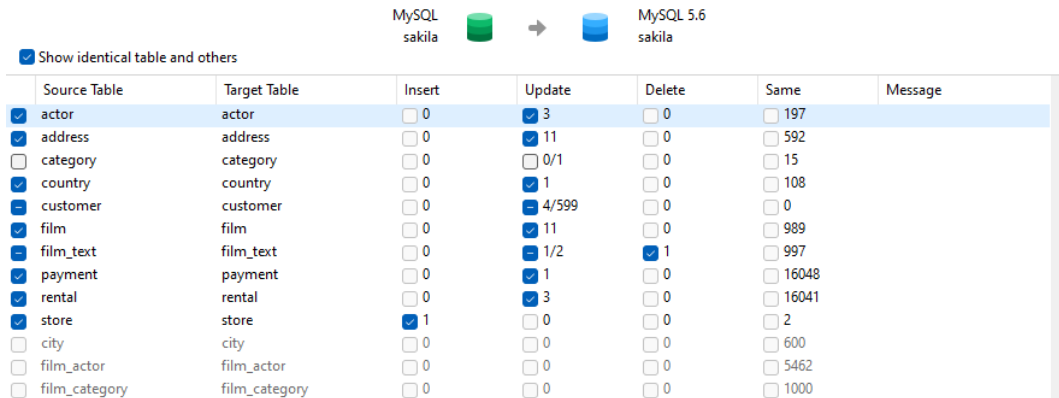 MySQL MySQL 5.6
sakila sakila
Show identical table and others
Source Table Target Table Insert Update Delete Same Message
actor actor 0 3 0 197
address address 0 11 0 592
category category 0 0/1 0 15
country country 0 1 0 108
customer customer 0 4/599 0 0
film film 0 11 0 989
film_text film_text 0 1/2 1 997
payment payment 0 1 0 16048
rental rental 0 3 0 16041
store store 1 0 0 2
city city 0 0 0 600
film_actor film_actor 0 0 0 5462
film_category film_category 0 0 0 1000